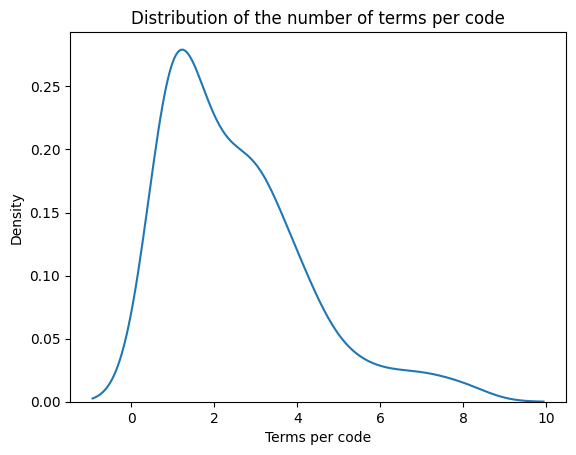 Distribution of the number of terms per code
0.25
0.20
0.15
0.10
0.05
0.00
Density
0 2 4 6 8 10
Terms per code